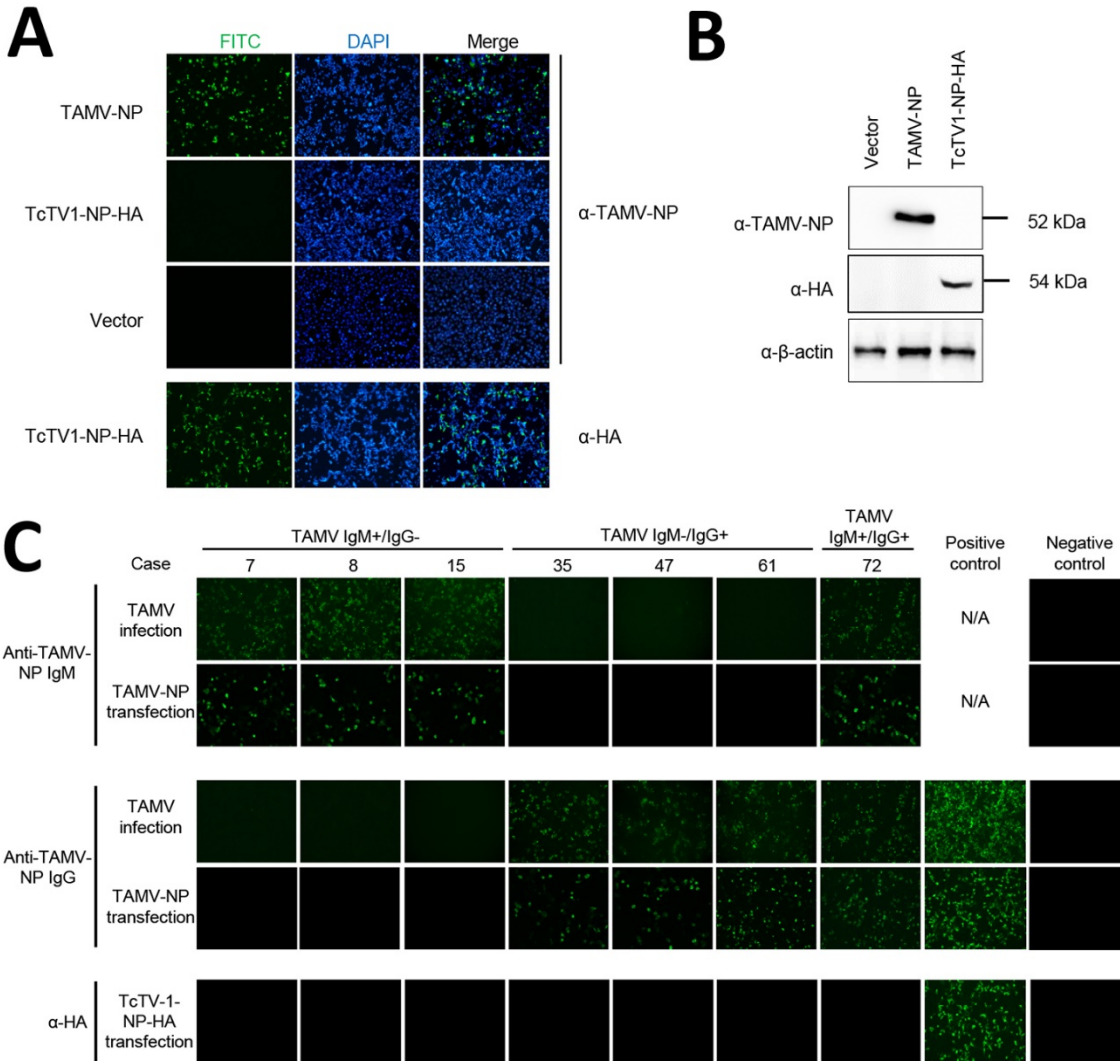 A
FITC DAPI Merge
TAMV-NP
TcTV1-NP-HA
α-TAMV-NP
Vector
TcTV1-NP-HA α-HA
B
Vector
TAMV-NP
TcTV1-NP-HA
α-TAMV-NP 52 kDa
α-HA 54 kDa
α-β-actin
C
TAMV IgM+/IgG- TAMV IgM-/IgG+ TAMV
IgM+/IgG+ Positive
control Negative
control
Case 7 8 15 35 47 61 72
Anti-TAMV-
NP IgM
TAMV
infection N/A
TAMV-NP
transfection N/A
Anti-TAMV-
NP IgG
TAMV
infection
TAMV-NP
transfection
α-HA
TcTV-1-
NP-HA
transfection